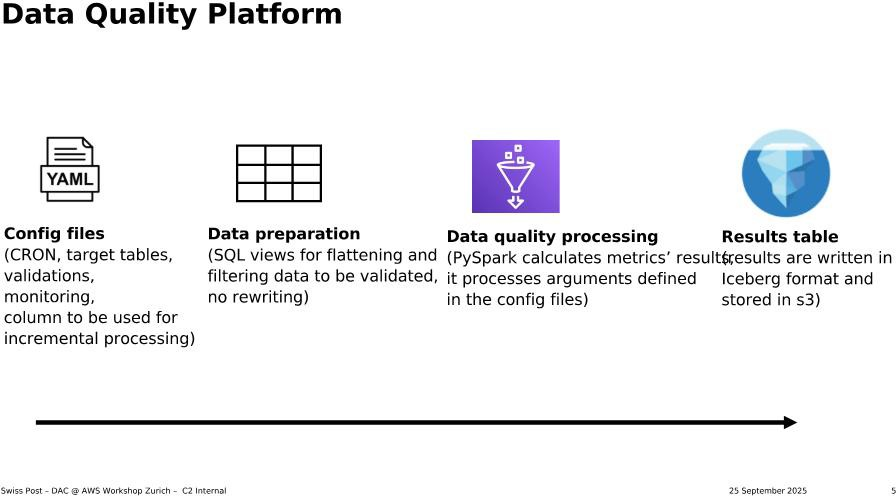 Data Quality Platform
YAML
Config files
(CRON, target tables,
validations,
monitoring,
column to be used for
incremental processing)
Data preparation
(SQL views for flattening and
filtering data to be validated,
no rewriting)
Data quality processing
(PySpark calculates metrics’ results,
it processes arguments defined
in the config files)
Results table
(results are written in
Iceberg format and
stored in s3)
Swiss Post – DAC @ AWS Workshop Zurich – C2 Internal
25 September 2025
5